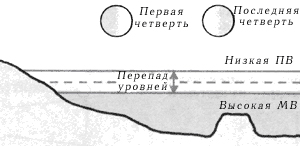 Первая
четверть
Последняя
четверть
Низкая ПВ
Перепад
уровней
Высокая МВ